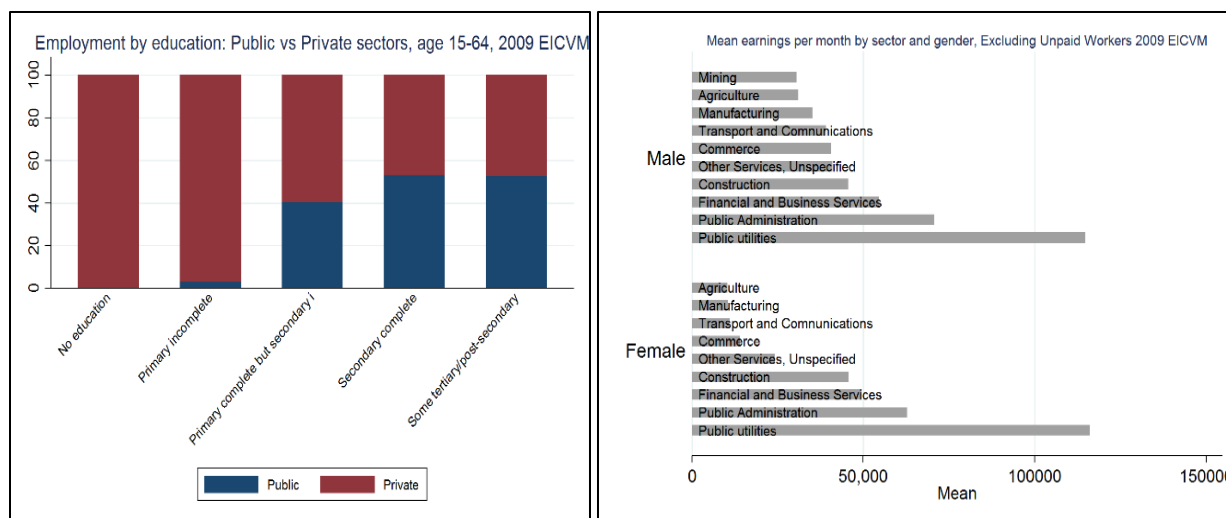 Employment by education: Public vs Private sectors, age 15-64, 2009 EICVM
100
80
60
40
20
0
No education
Primary incomplete
Primary complete but secondary i
Secondary complete
Some tertiary/post-secondary
Public Private
Mean earnings per month by sector and gender, Excluding Unpaid Workers 2009 EICVM
Male
Mining
Agriculture
Manufacturing
Transport and Comnunications
Commerce
Other Services, Unspecified
Construction
Financial and Business Services
Public Administration
Public utilities
Female
Agriculture
Manufacturing
Transport and Comnunications
Commerce
Other Services, Unspecified
Construction
Financial and Business Services
Public Administration
Public utilities
0 50,000 100000 150000
Mean